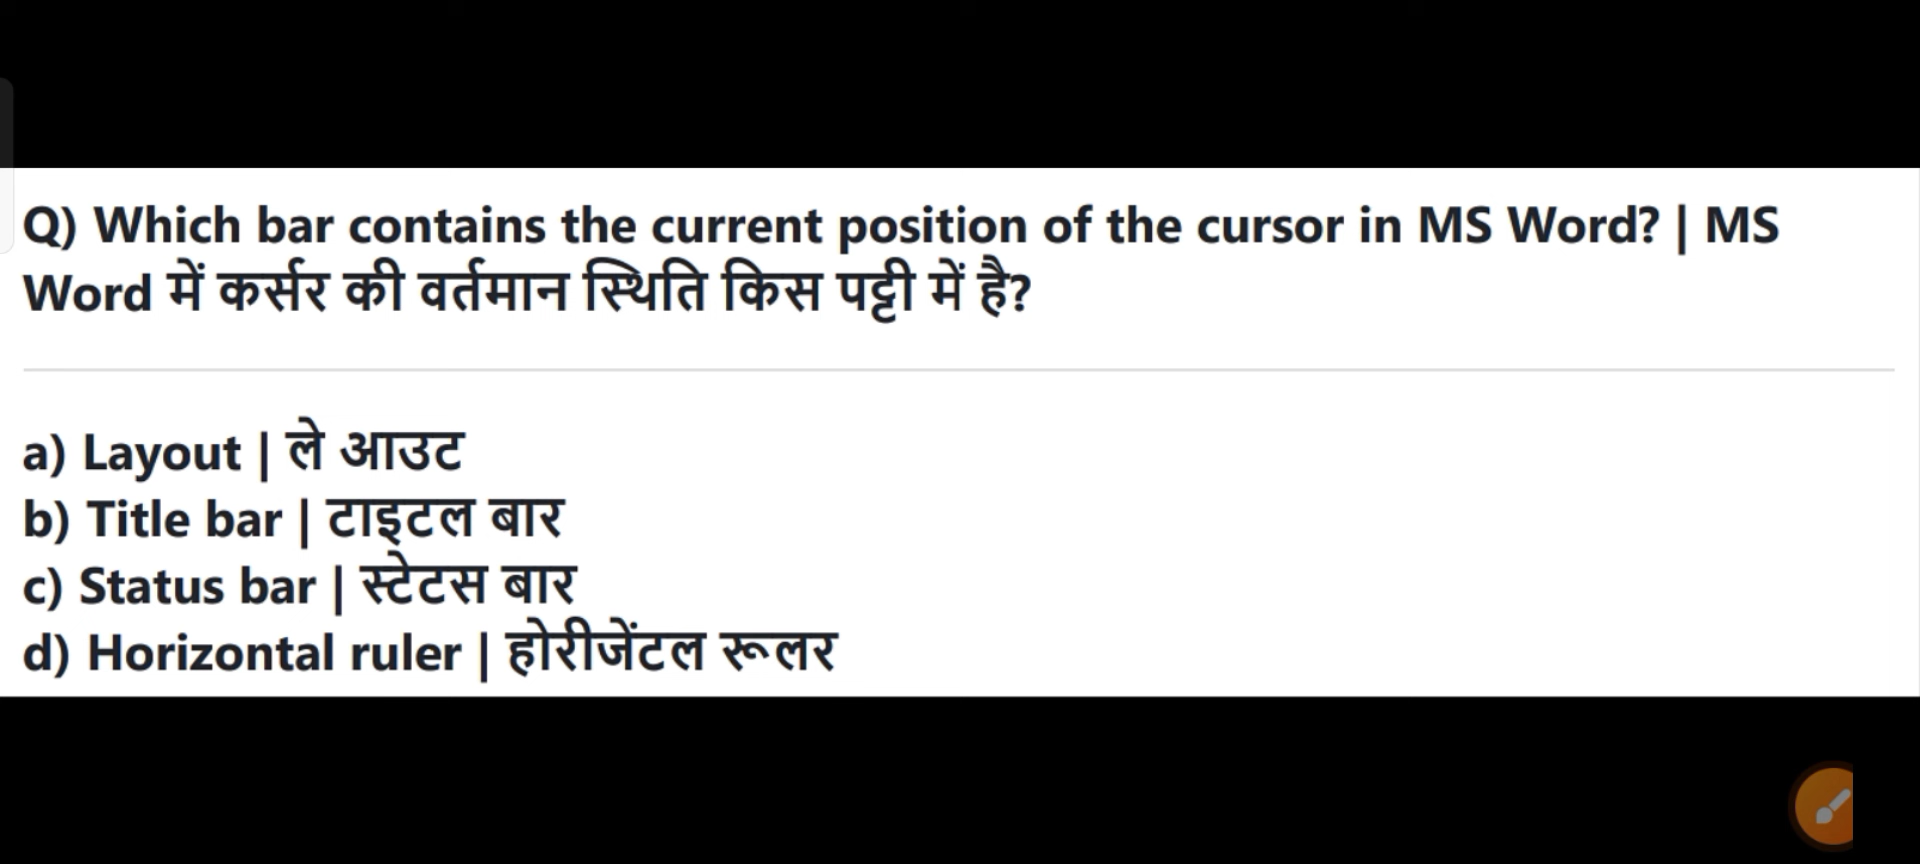 Q) Which bar contains the current position of the cursor in MS Word? | MS
Word में कर्सर की वर्तमान स्थिति किस पट्टी में है?
a) Layout | ले आउट
b) Title bar | टाइटल बार
c) Status bar | स्टेटस बार
d) Horizontal ruler | होरीजेंटल रूलर